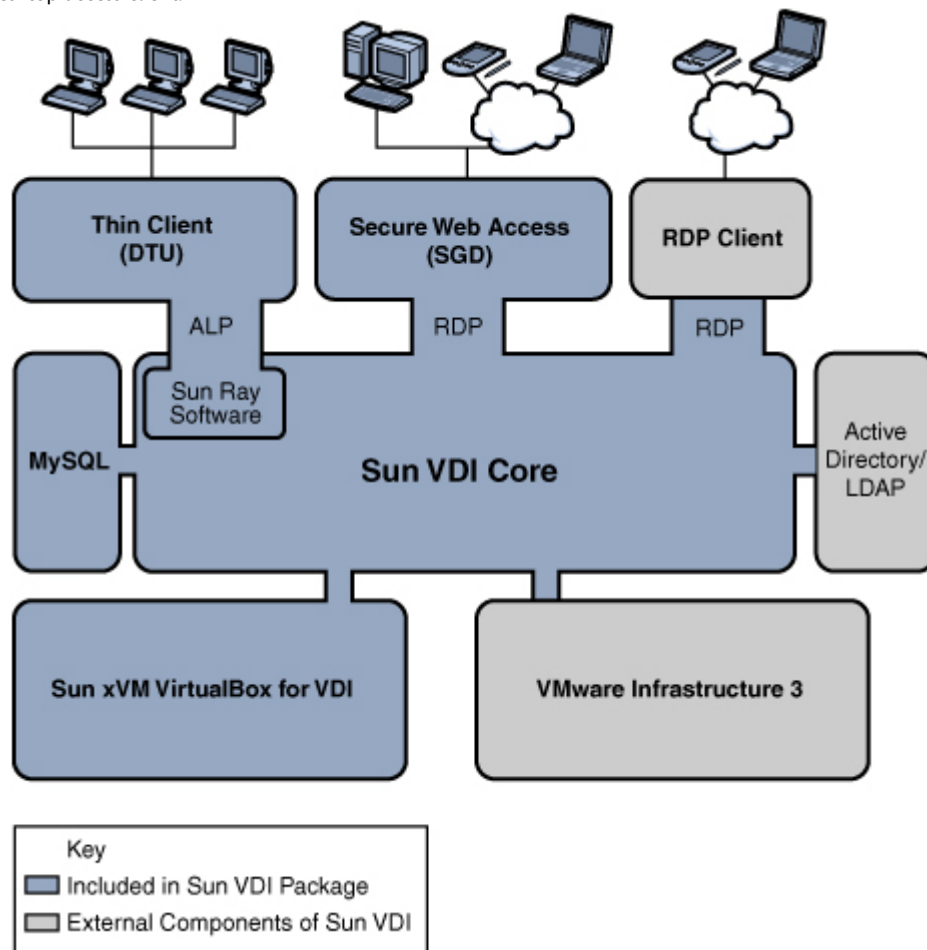 Thin Client
(DTU)
Secure Web Access
(SGD)
RDP Client
ALP
RDP
RDP
Sun Ray
Software
MySQL
Sun VDI Core
Active
Directory/
LDAP
Sun xVM VirtualBox for VDI
VMware Infrastructure 3
Key
Included in Sun VDI Package
External Components of Sun VDI